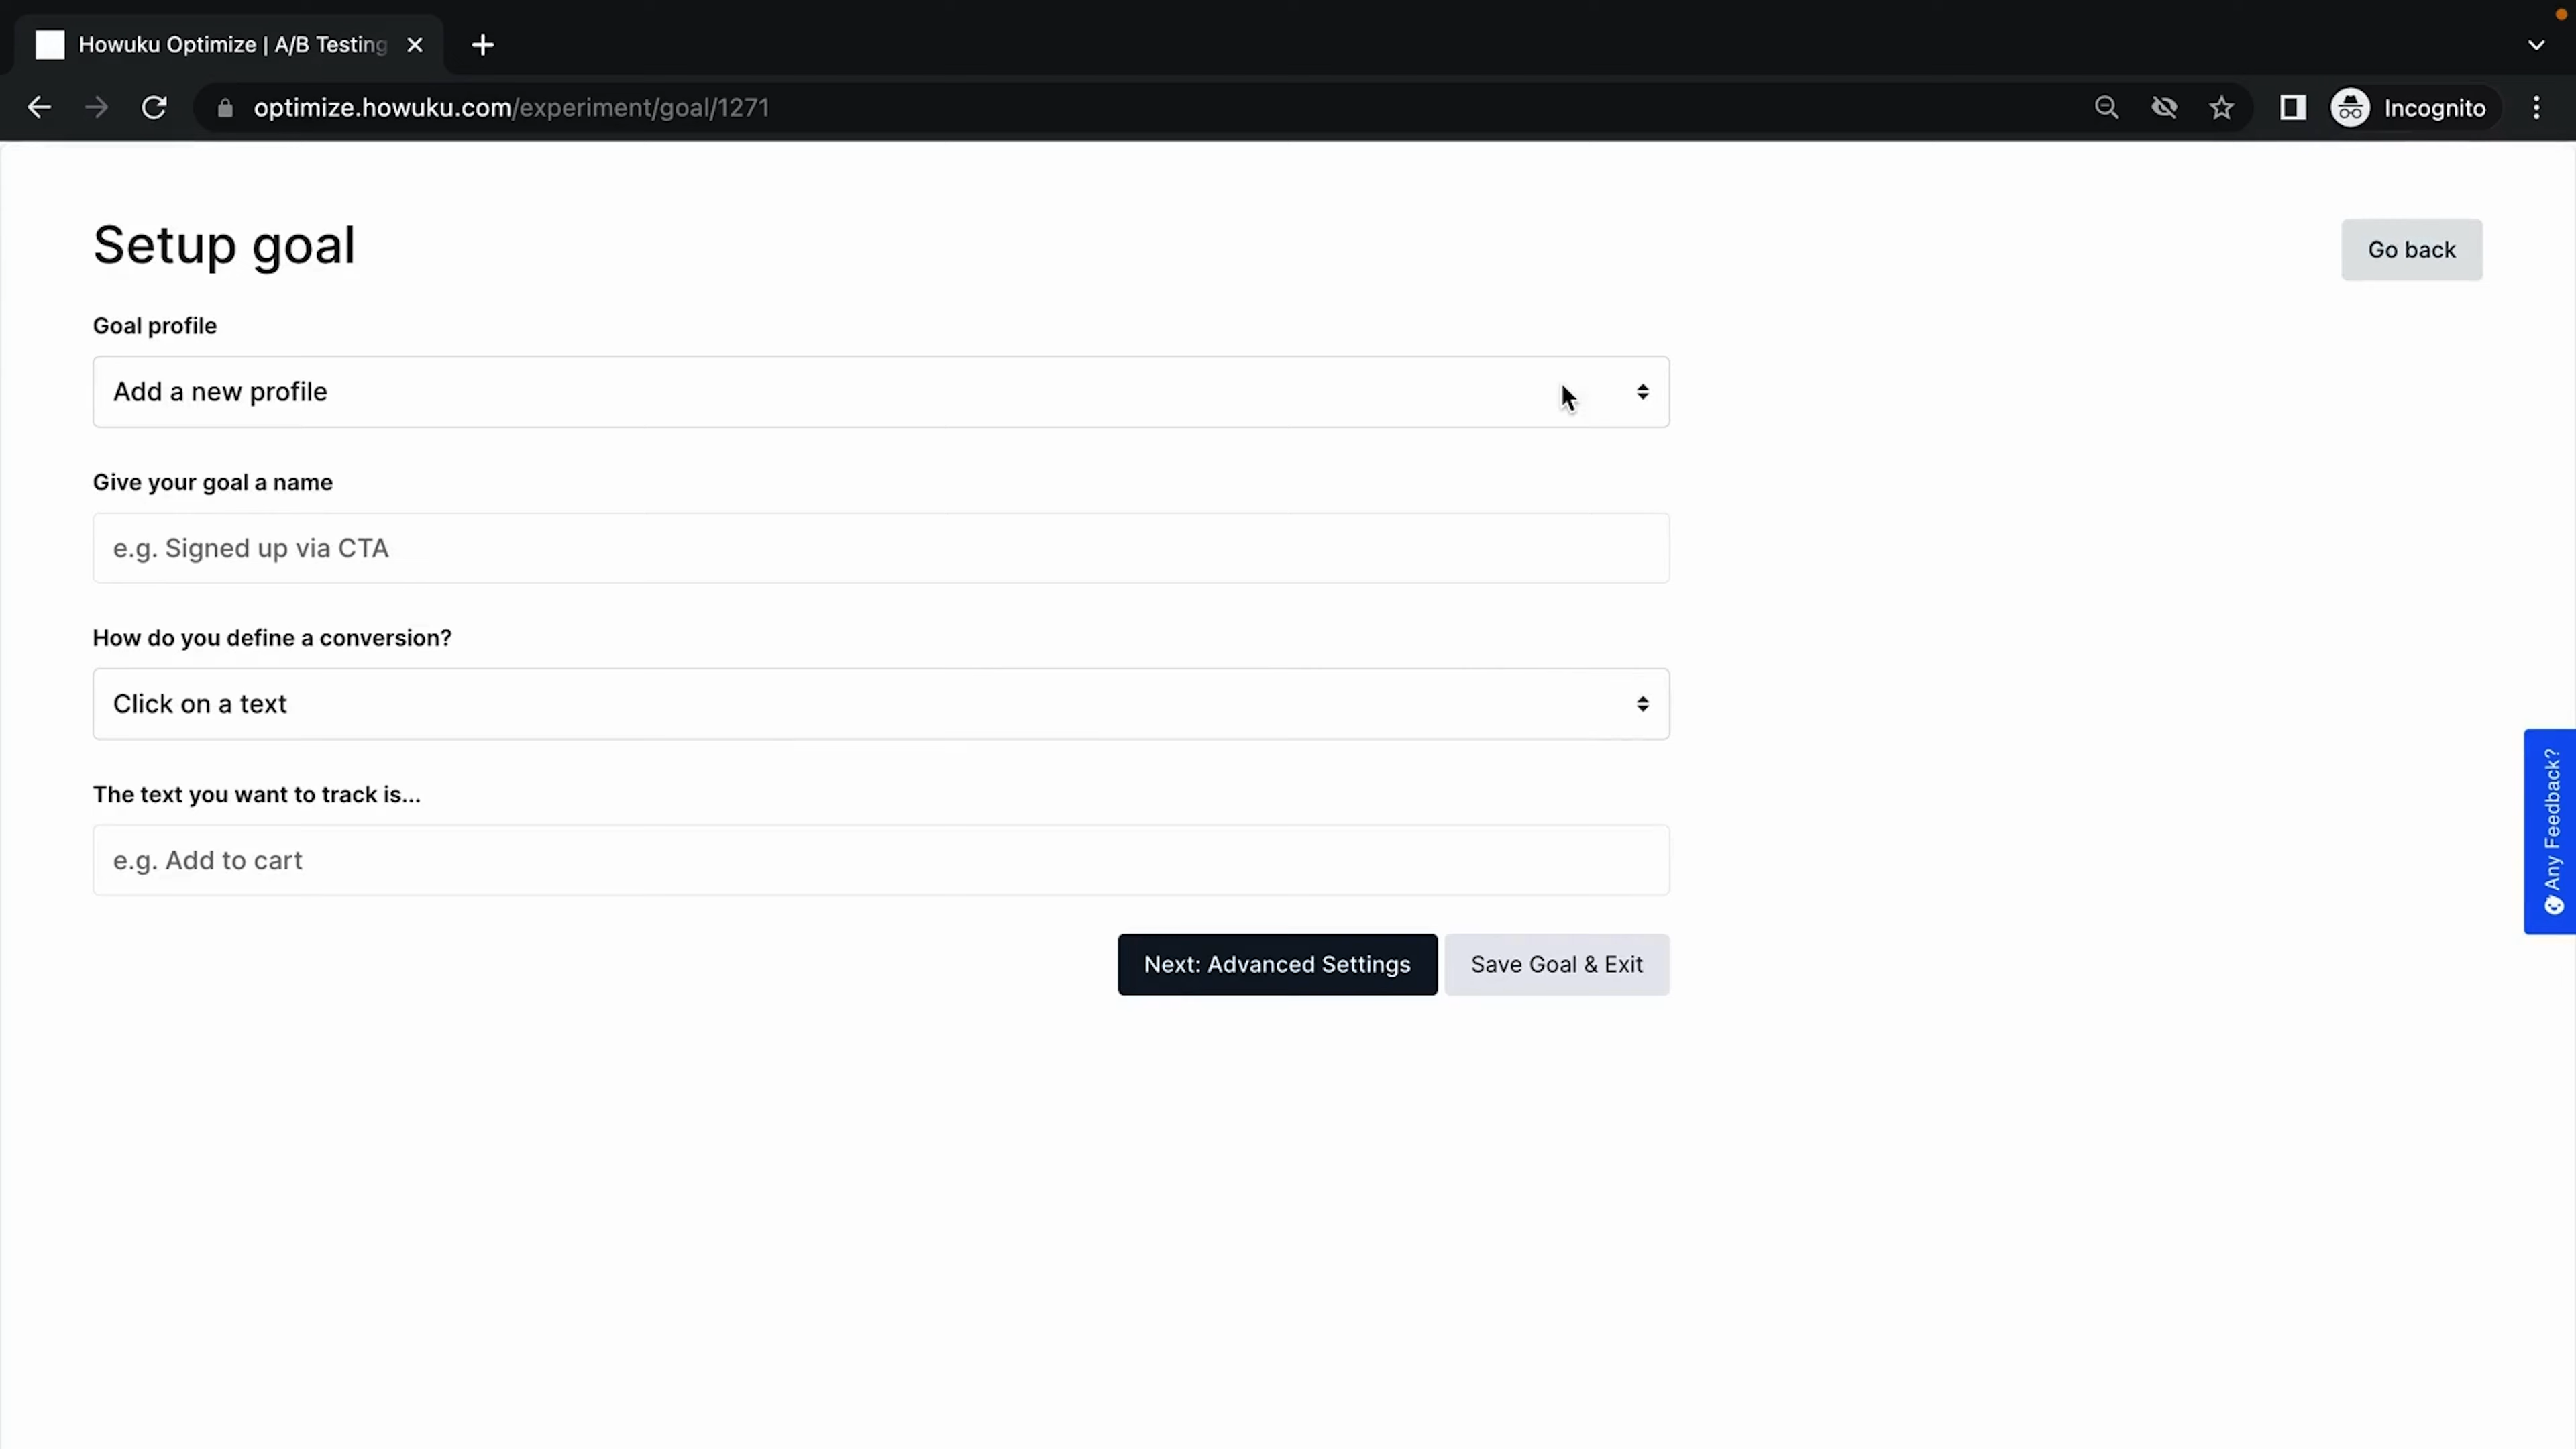 Howuku Optimize | A/B Testing
optimize.howuku.com/experiment/goal/1271
Incognito
Setup goal
Go back
Goal profile
Add a new profile
Give your goal a name
e.g. Signed up via CTA
How do you define a conversion?
Click on a text
The text you want to track is...
e.g. Add to cart
Next: Advanced Settings
Save Goal & Exit
Any Feedback?